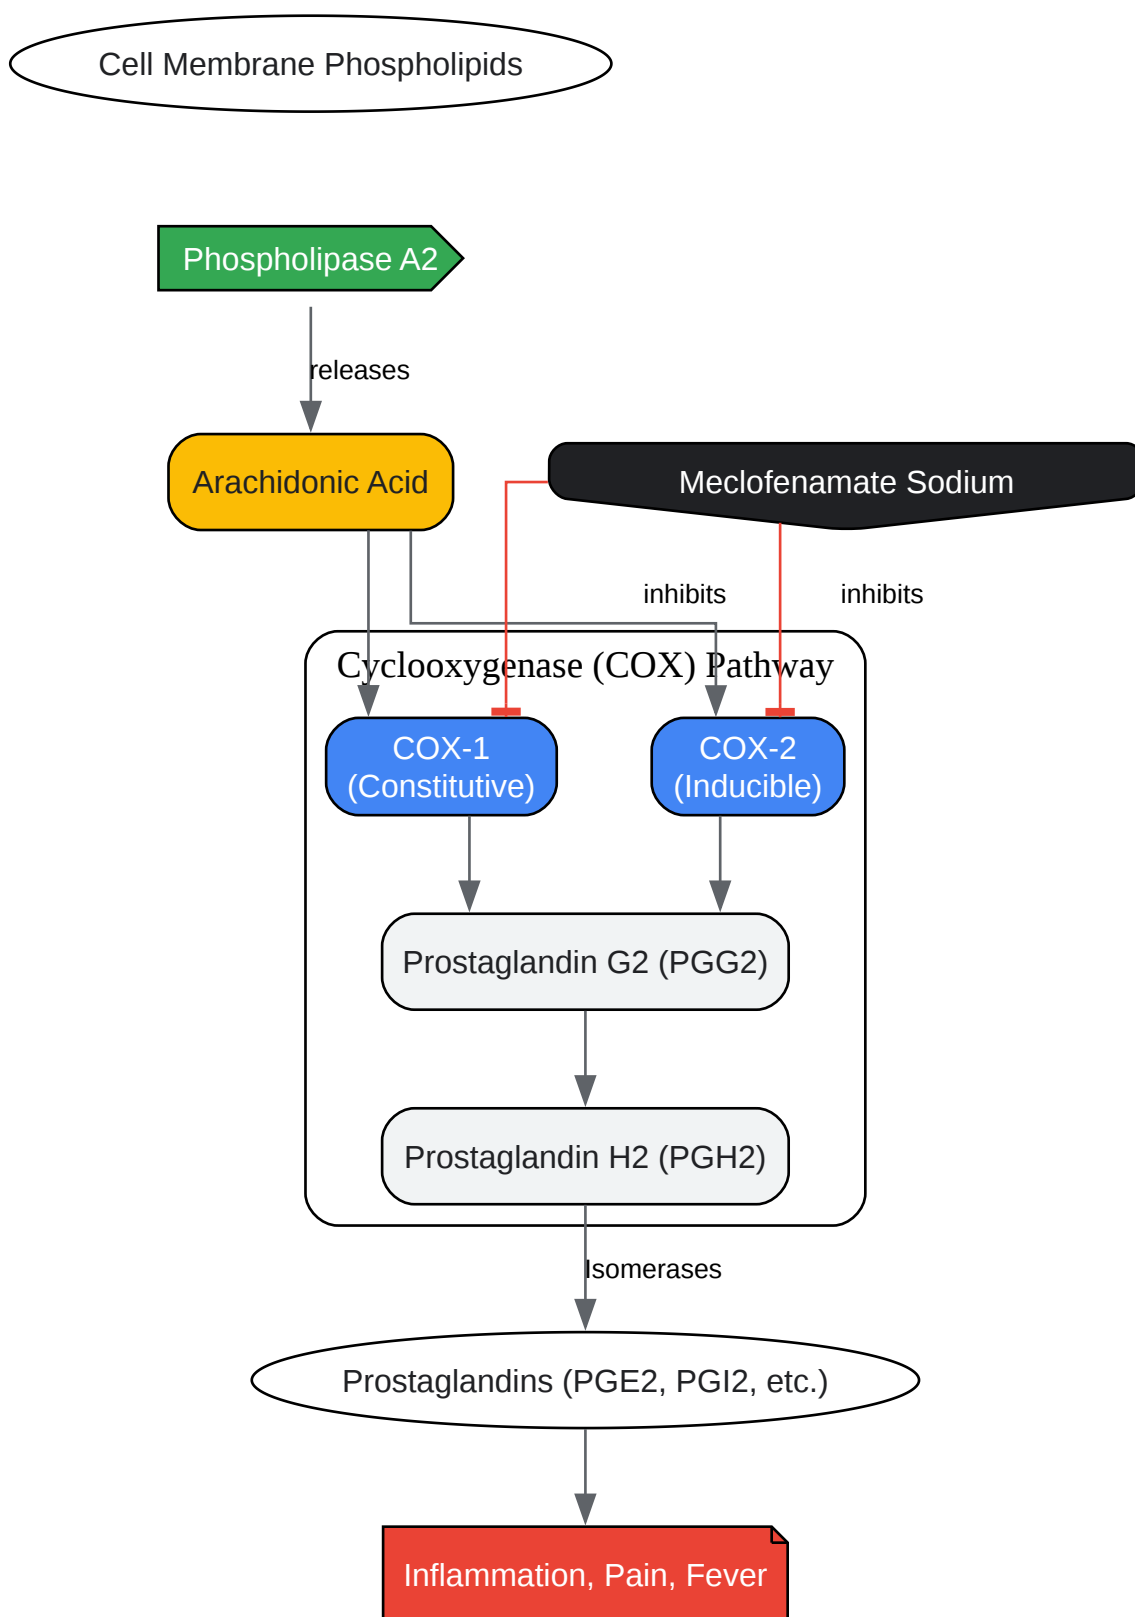 Cell Membrane Phospholipids
Phospholipase A2
releases
Arachidonic Acid
Meclofenamate Sodium
inhibits
inhibits
Cyclooxygenase (COX) Pathway
COX-1
(Constitutive)
COX-2
(Inducible)
Prostaglandin G2 (PGG2)
Prostaglandin H2 (PGH2)
Isomerases
Prostaglandins (PGE2, PGI2, etc.)
Inflammation, Pain, Fever